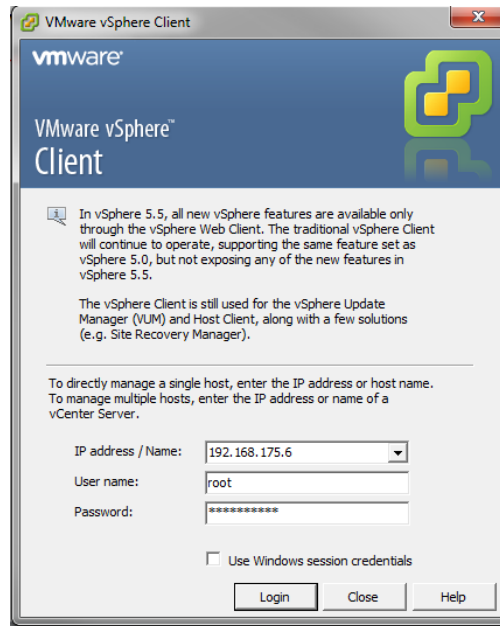 VMware vSphere Client
vmware
VMware vSphere™
Client
In vSphere 5.5, all new vSphere features are available only
through the vSphere Web Client. The traditional vSphere Client
will continue to operate, supporting the same feature set as
vSphere 5.0, but not exposing any of the new features in
vSphere 5.5.
The vSphere Client is still used for the vSphere Update
Manager (VUM) and Host Client, along with a few solutions
(e.g. Site Recovery Manager).
To directly manage a single host, enter the IP address or host name.
To manage multiple hosts, enter the IP address or name of a
vCenter Server.
IP address / Name: 192.168.175.6
User name: root
Password: **********
Use Windows session credentials
Login Close Help